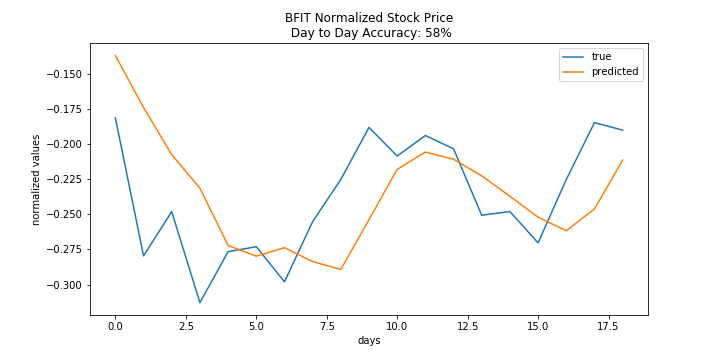 BFIT Normalized Stock Price
Day to Day Accuracy: 58%
true
predicted
normalized values
−0.150
−0.175
−0.200
−0.225
−0.250
−0.275
−0.300
0.0 2.5 5.0 7.5 10.0 12.5 15.0 17.5
days